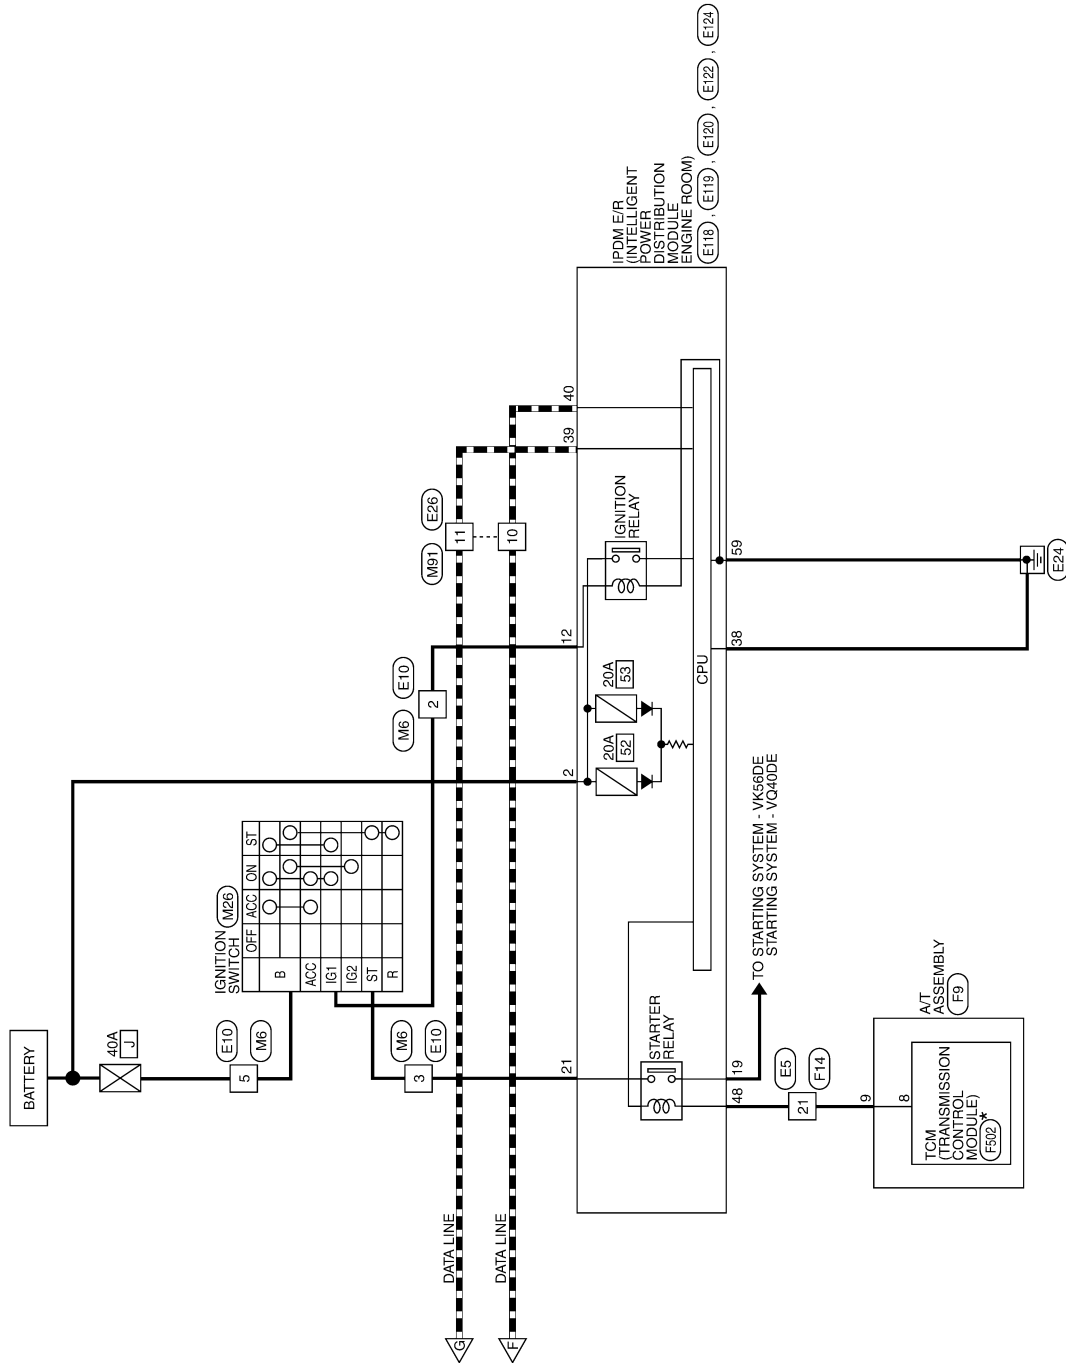 BATTERY
40A
J
E10
M6
5
IGNITION
SWITCH
M26
OFF
ACC
ON
ST
B
ACC
IG1
IG2
ST
R
M6
E10
3
M6
E10
2
M91
E26
11
10
DATA LINE
G
DATA LINE
F
IPDM E/R
(INTELLIGENT
POWER
DISTRIBUTION
MODULE
ENGINE ROOM)
E118 , E119 , E120 , E122 , E124
21
2
12
39
40
STARTER
RELAY
20A
52
20A
53
IGNITION
RELAY
CPU
48
19
38
59
TO STARTING SYSTEM - VK56DE
STARTING SYSTEM - VQ40DE
E5
F14
21
9
8
A/T
ASSEMBLY
F9
TCM
(TRANSMISSION
CONTROL
MODULE)
F502 *
E24